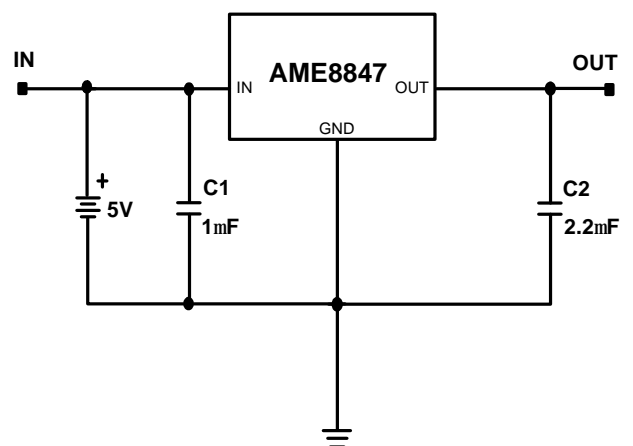 IN
OUT
AME8847
IN
OUT
GND
+
5V
C1
1mF
C2
2.2mF